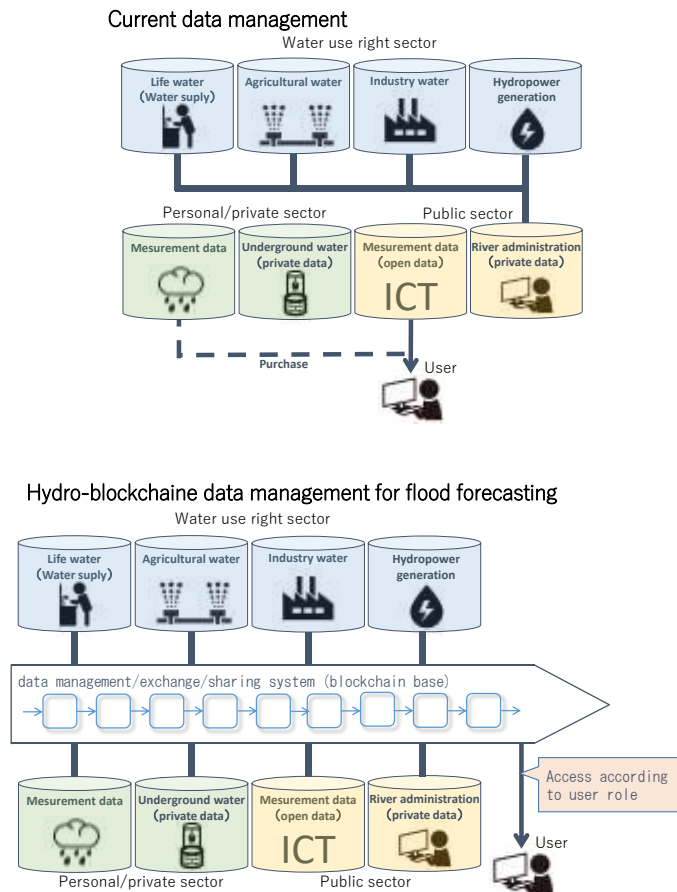 Current data management
Water use right sector
Life water
(Water suply)
Agricultural water
Industry water
Hydropower
generation
Personal/private sector
Public sector
Mesurement data
Underground water
(private data)
Mesurement data
(open data)
ICT
River administration
(private data)
Purchase
User
Hydro-blockchaine data management for flood forecasting
Water use right sector
Life water
(Water suply)
Agricultural water
Industry water
Hydropower
generation
data management/exchange/sharing system (blockchain base)
Mesurement data
Underground water
(private data)
Mesurement data
(open data)
ICT
River administration
(private data)
Access according
to user role
User
Personal/private sector
Public sector